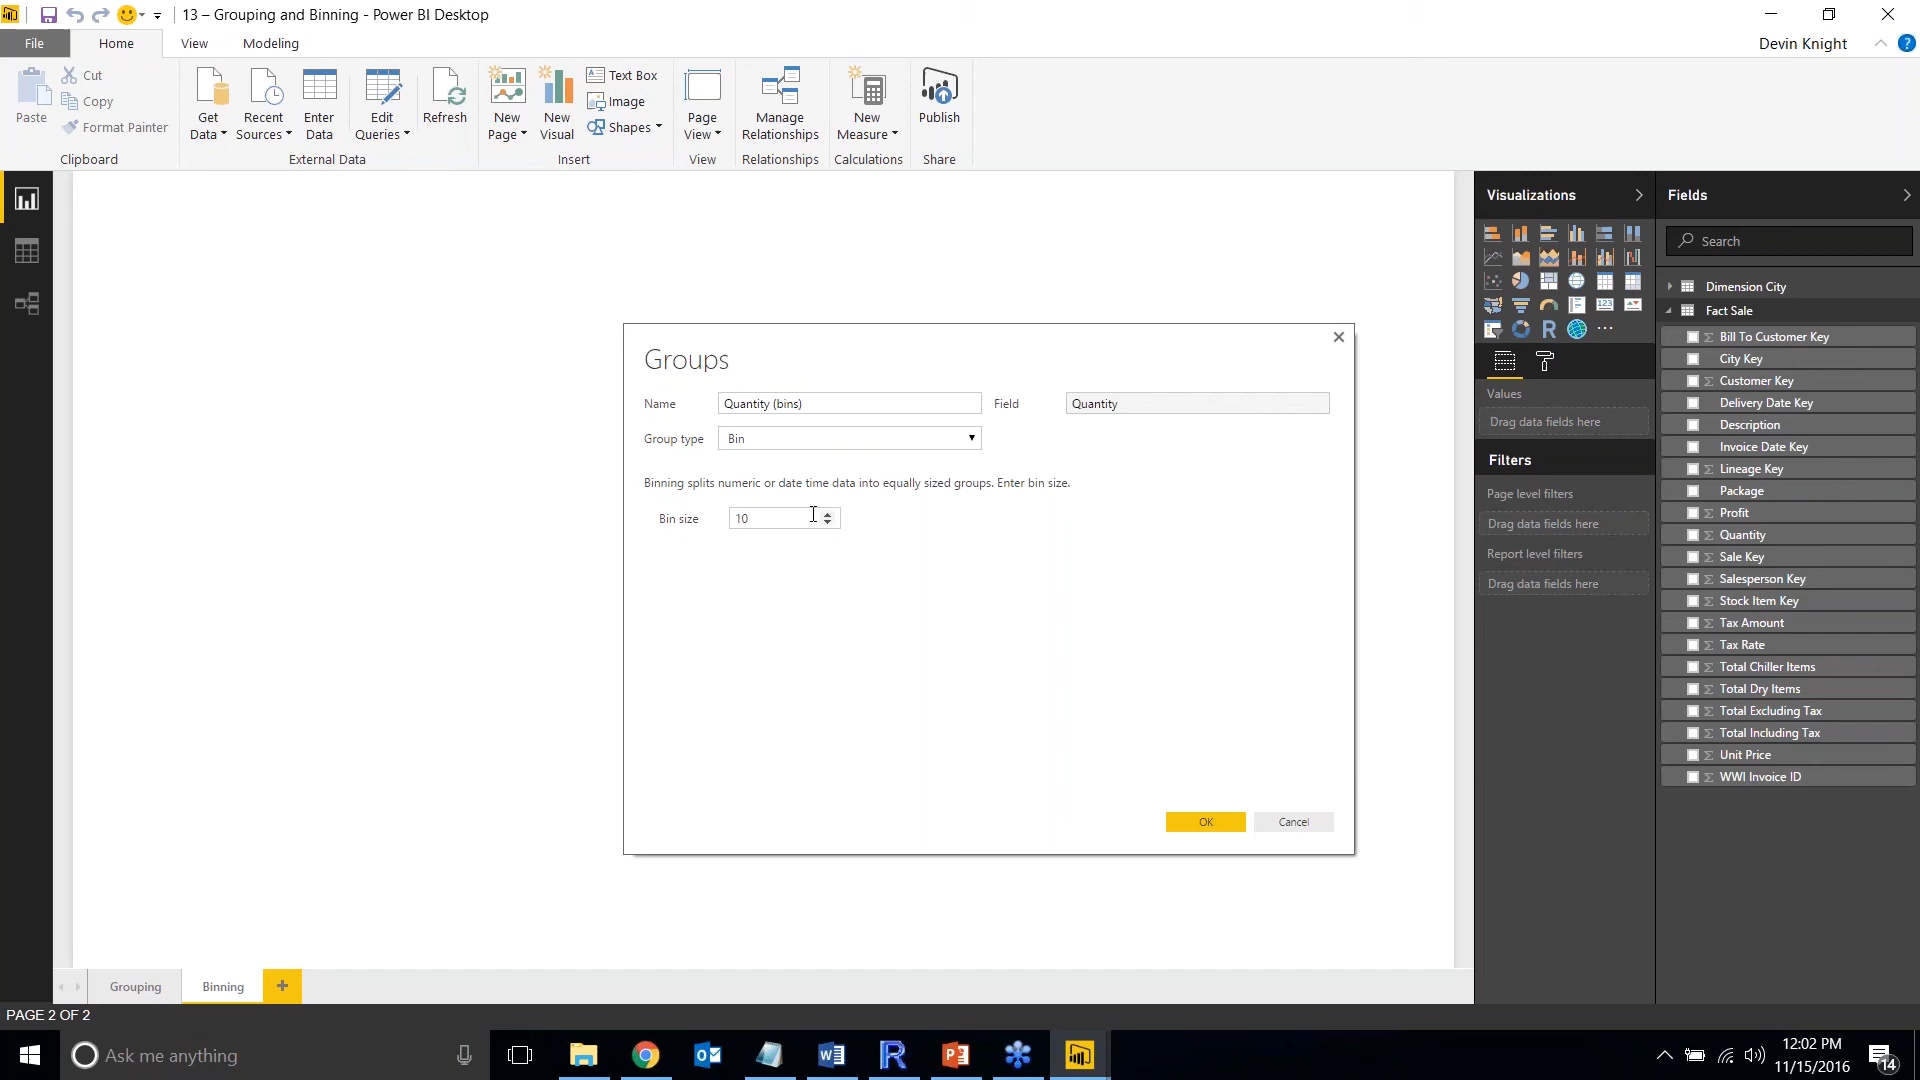 13 – Grouping and Binning - Power BI Desktop
File Home View Modeling
Devin Knight
?
Paste
Cut
Copy
Format Painter
Clipboard
Get Data
Recent Sources
Enter Data
Edit Queries
Refresh
External Data
New Page
New Visual
Text Box
Image
Shapes
Insert
Page View
View
Manage Relationships
Relationships
New Measure
Calculations
Publish
Share
Groups
Name Quantity (bins) Field Quantity
Group type Bin
Binning splits numeric or date time data into equally sized groups. Enter bin size.
Bin size 10
OK Cancel
Visualizations
123
R
Values
Drag data fields here
Filters
Page level filters
Drag data fields here
Report level filters
Drag data fields here
Fields
Search
Dimension City
Fact Sale
Σ Bill To Customer Key
City Key
Σ Customer Key
Delivery Date Key
Description
Invoice Date Key
Σ Lineage Key
Package
Σ Profit
Σ Quantity
Σ Sale Key
Σ Salesperson Key
Σ Stock Item Key
Σ Tax Amount
Σ Tax Rate
Σ Total Chiller Items
Σ Total Dry Items
Σ Total Excluding Tax
Σ Total Including Tax
Σ Unit Price
Σ WWI Invoice ID
Grouping Binning +
PAGE 2 OF 2
Ask me anything
12:02 PM
11/15/2016
14